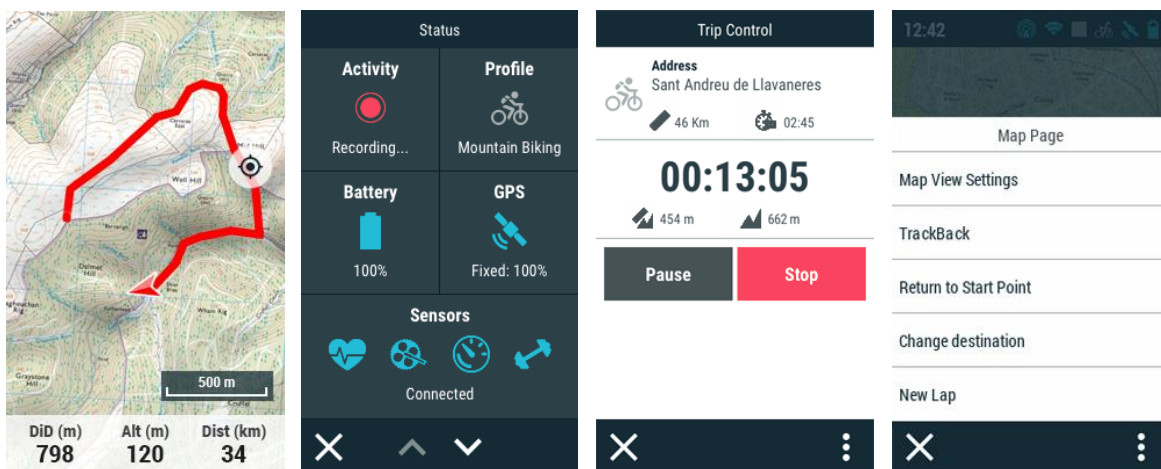 Well Hill
500 m
DiD (m) Alt (m) Dist (km)
798 120 34
Status
Activity Profile
Recording... Mountain Biking
Battery GPS
100% Fixed: 100%
Sensors
Connected
Trip Control
Address
Sant Andreu de Llavaneres
46 Km 02:45
00:13:05
454 m 662 m
Pause Stop
12:42
Map Page
Map View Settings
TrackBack
Return to Start Point
Change destination
New Lap